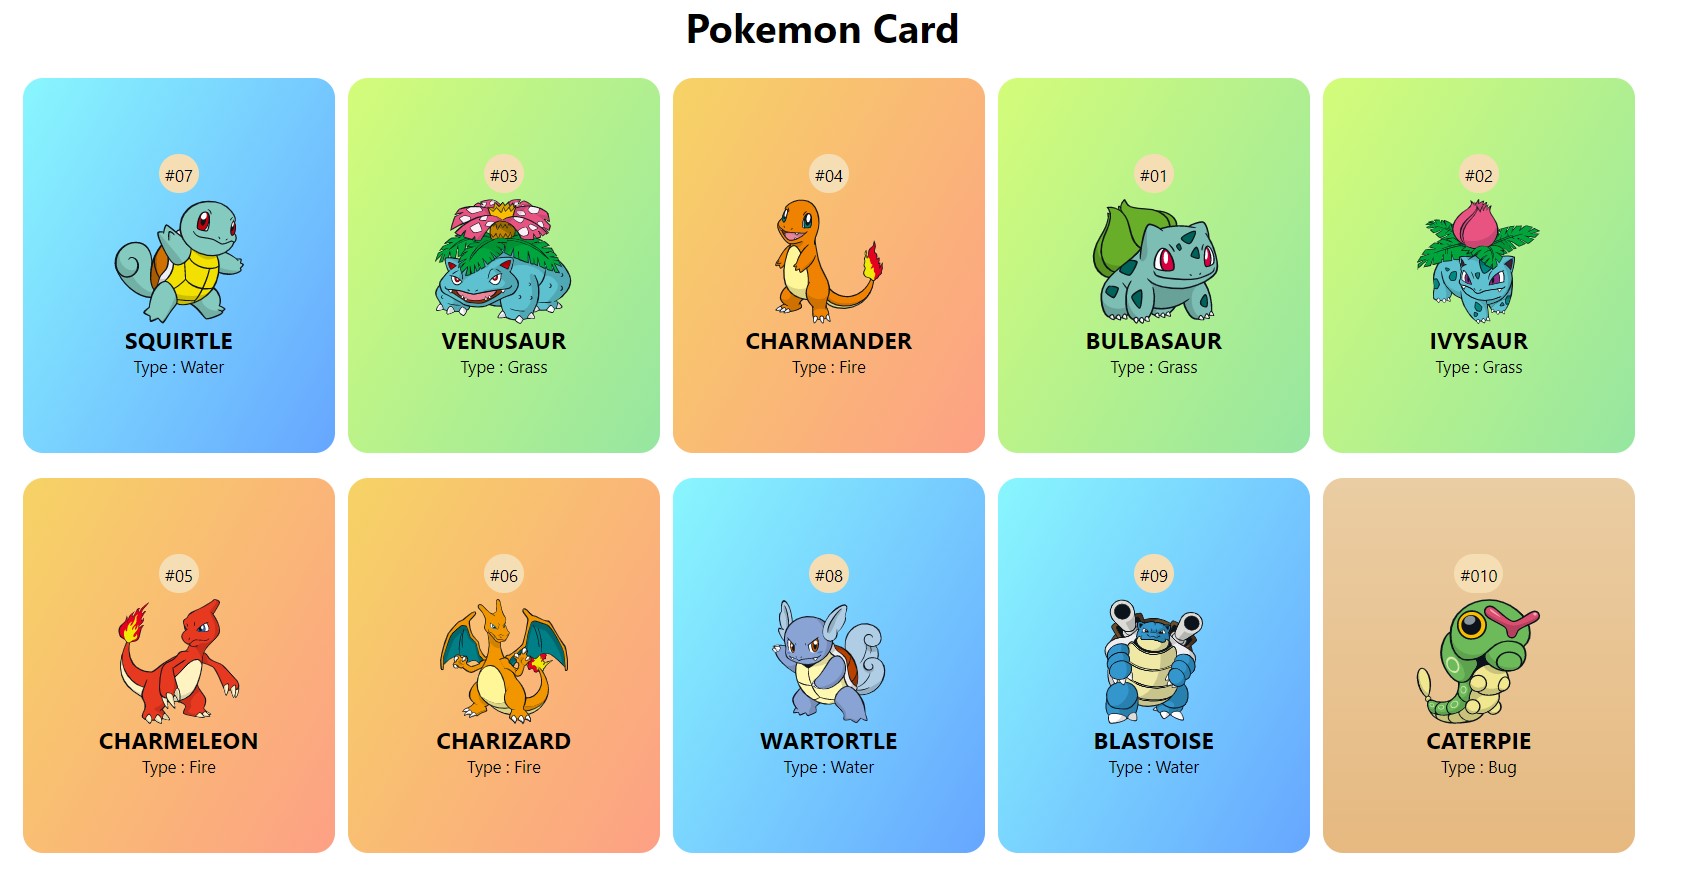 Pokemon Card
#07
SQUIRTLE
Type : Water
#03
VENUSAUR
Type : Grass
#04
CHARMANDER
Type : Fire
#01
BULBASAUR
Type : Grass
#02
IVYSAUR
Type : Grass
#05
CHARMELEON
Type : Fire
#06
CHARIZARD
Type : Fire
#08
WARTORTLE
Type : Water
#09
BLASTOISE
Type : Water
#010
CATERPIE
Type : Bug